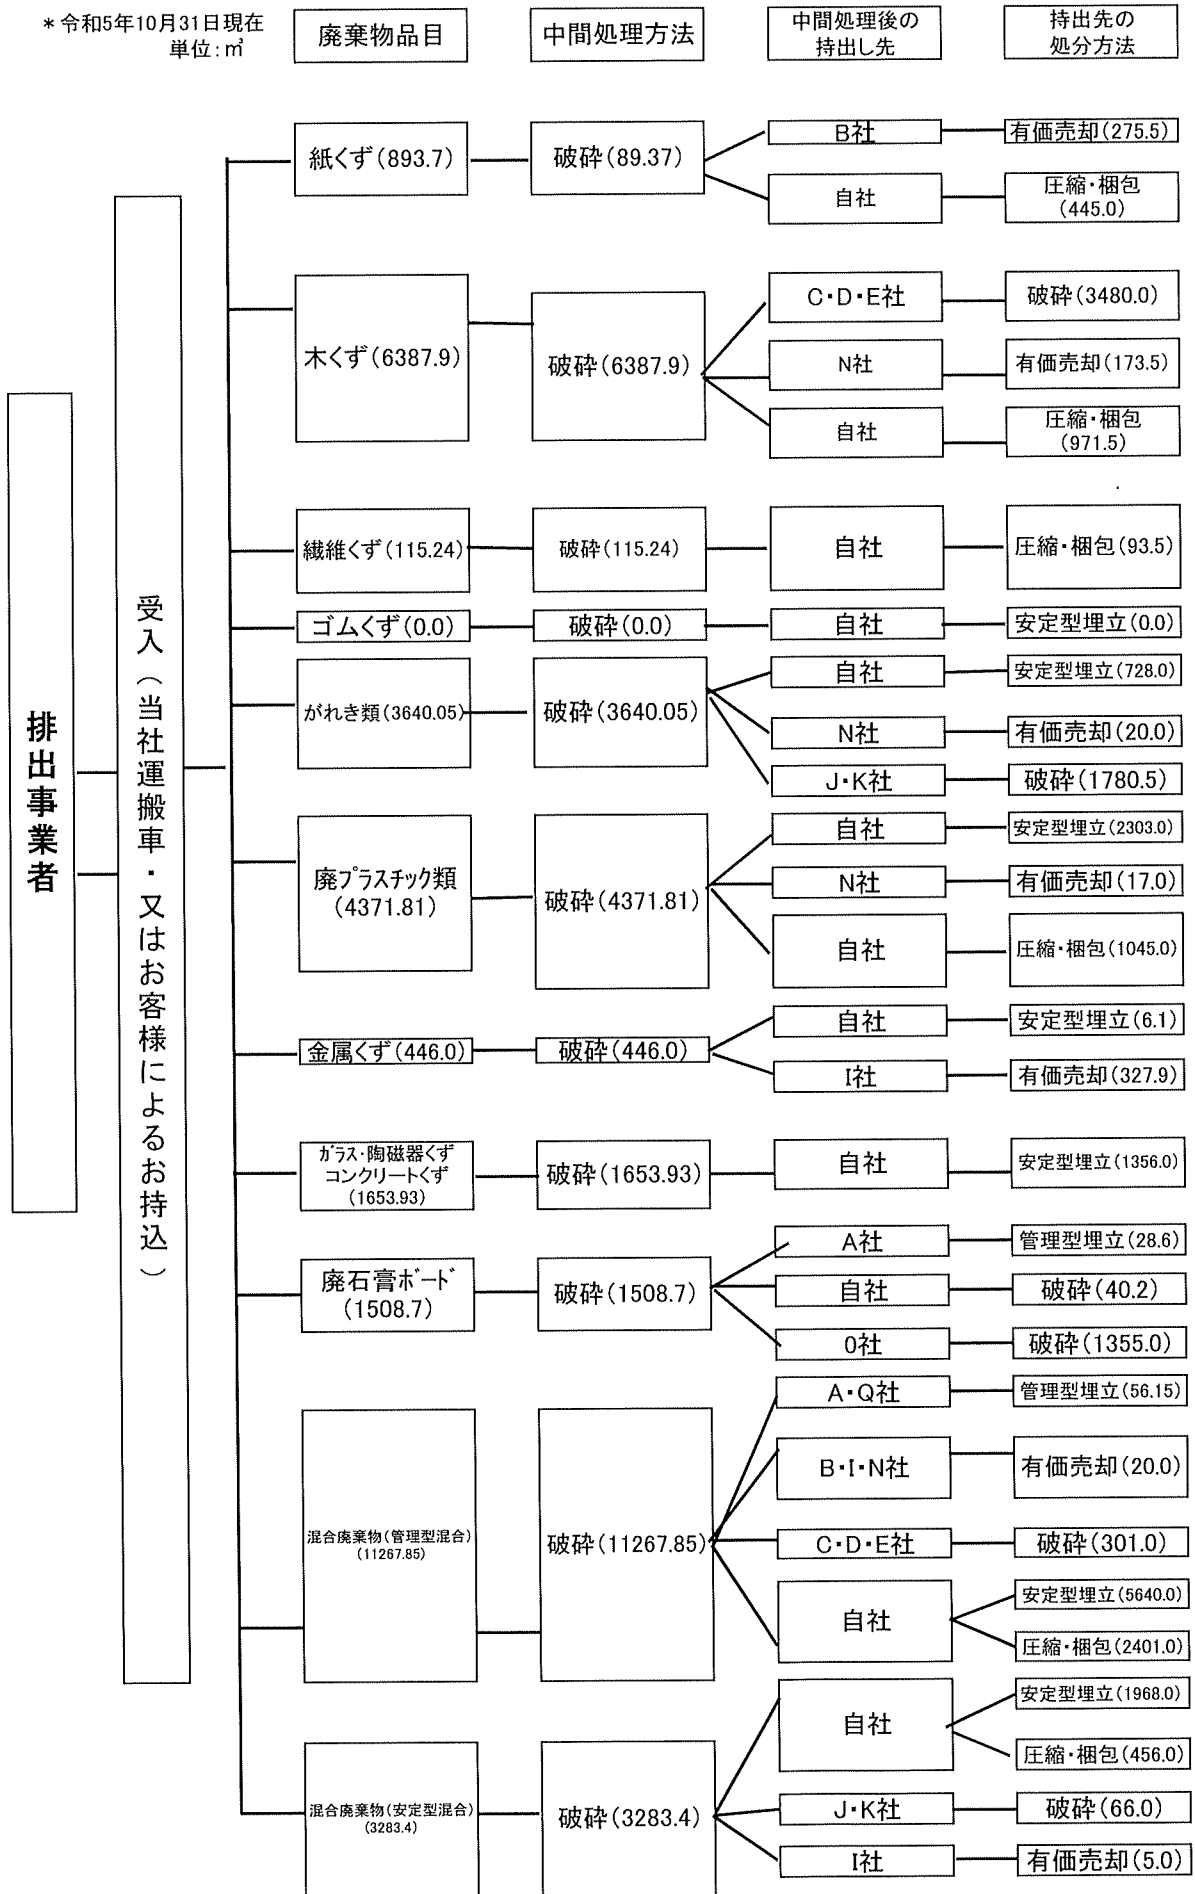 *令和5年10月31日現在
単位:㎥
廃棄物品目
中間処理方法
中間処理後の
持出し先
持出先の
処分方法
排出事業者
受入(当社運搬車・又はお客様によるお持込)
紙くず(893.7)
破砕(89.37)
B社
有価売却(275.5)
自社
圧縮・梱包
(445.0)
木くず(6387.9)
破砕(6387.9)
C・D・E社
破砕(3480.0)
N社
有価売却(173.5)
自社
圧縮・梱包
(971.5)
繊維くず(115.24)
破砕(115.24)
自社
圧縮・梱包(93.5)
ゴムくず(0.0)
破砕(0.0)
自社
安定型埋立(0.0)
がれき類(3640.05)
破砕(3640.05)
自社
安定型埋立(728.0)
N社
有価売却(20.0)
J・K社
破砕(1780.5)
廃プラスチック類
(4371.81)
破砕(4371.81)
自社
安定型埋立(2303.0)
N社
有価売却(17.0)
自社
圧縮・梱包(1045.0)
金属くず(446.0)
破砕(446.0)
自社
安定型埋立(6.1)
I社
有価売却(327.9)
ガラス・陶磁器くず
コンクリートくず
(1653.93)
破砕(1653.93)
自社
安定型埋立(1356.0)
廃石膏ボード
(1508.7)
破砕(1508.7)
A社
管理型埋立(28.6)
自社
破砕(40.2)
O社
破砕(1355.0)
混合廃棄物(管理型混合)
(11267.85)
破砕(11267.85)
A・Q社
管理型埋立(56.15)
B・I・N社
有価売却(20.0)
C・D・E社
破砕(301.0)
自社
安定型埋立(5640.0)
圧縮・梱包(2401.0)
混合廃棄物(安定型混合)
(3283.4)
破砕(3283.4)
自社
安定型埋立(1968.0)
圧縮・梱包(456.0)
J・K社
破砕(66.0)
I社
有価売却(5.0)